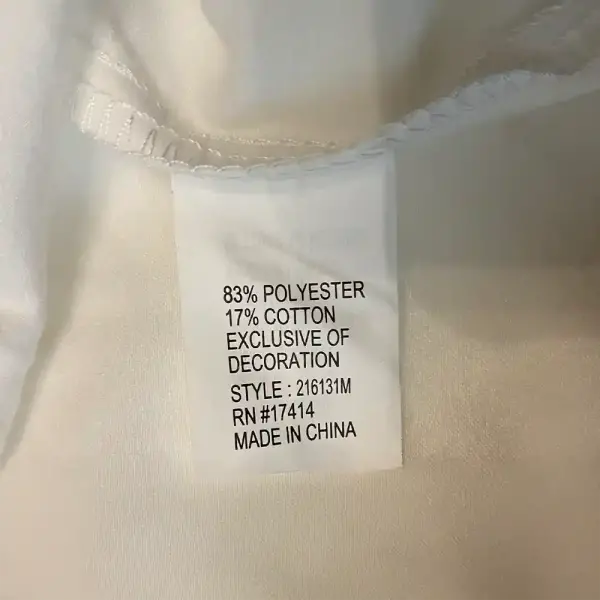 83% POLYESTER
17% COTTON
EXCLUSIVE OF
DECORATION
STYLE : 216131M
RN #17414
MADE IN CHINA